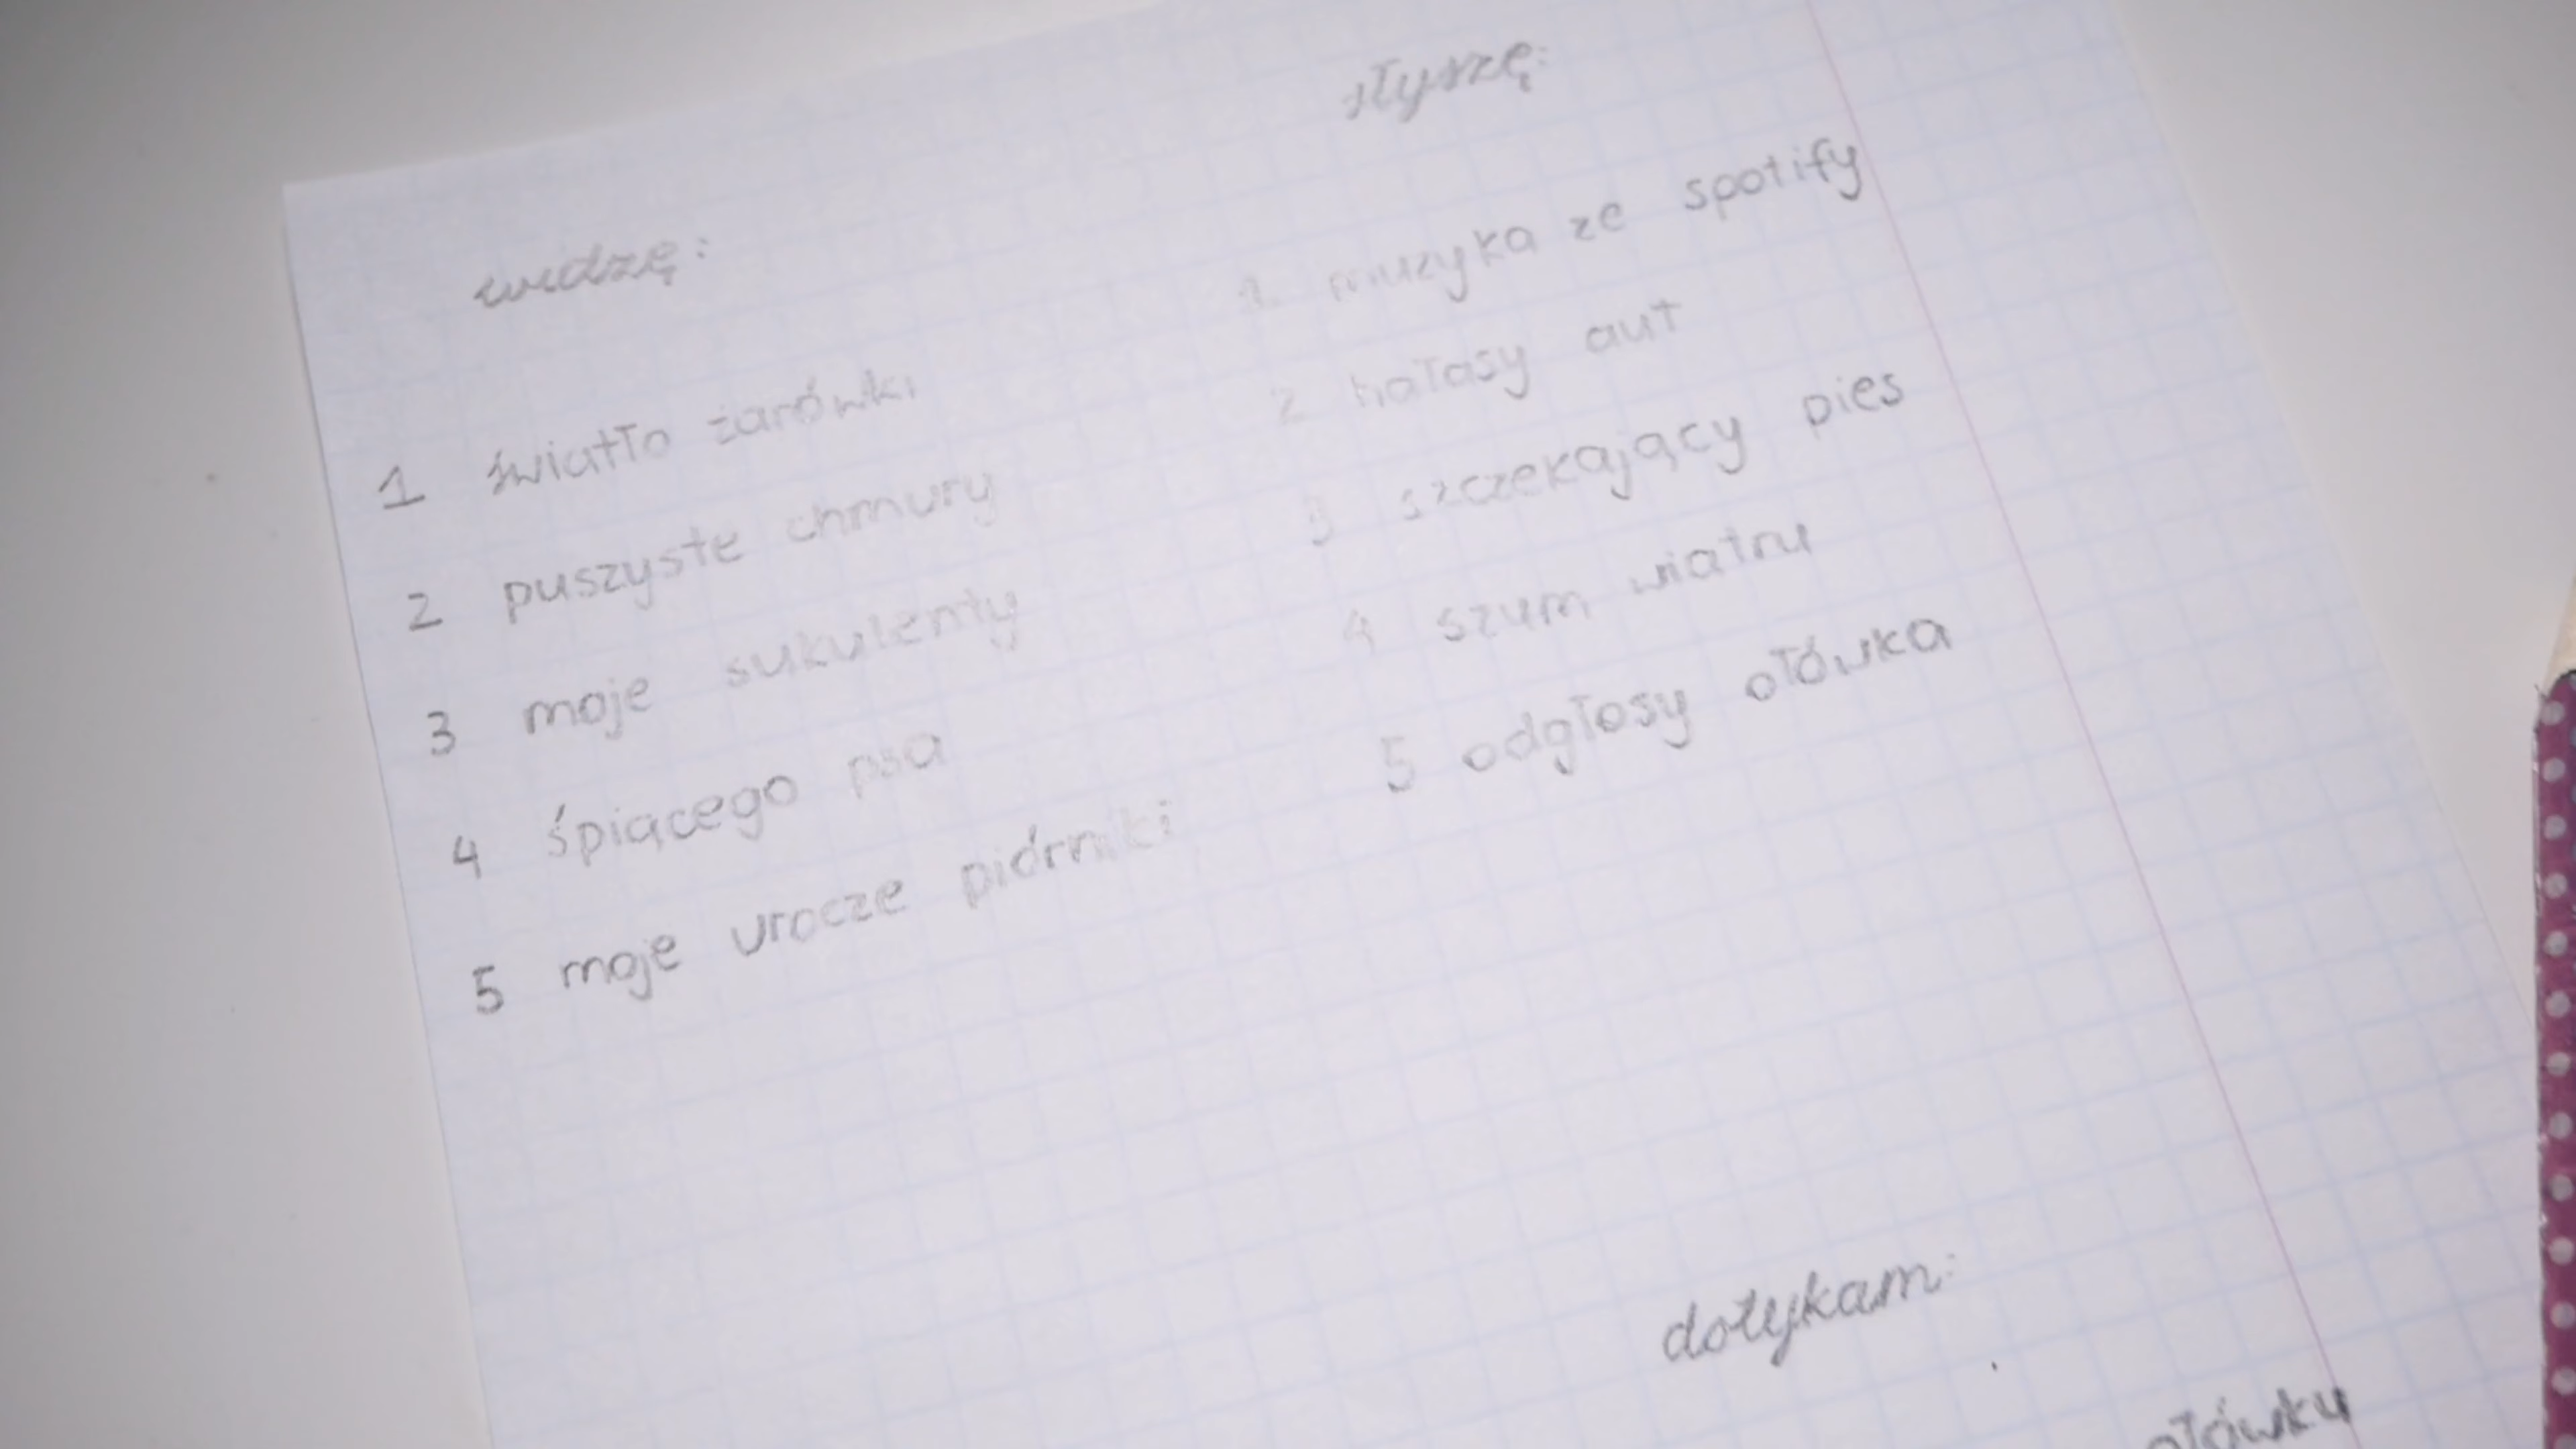 widzę:
1 światło żarówki
2 puszyste chmury
3 moje sukulenty
4 śpiącego psa
5 moje urocze piórniki
słyszę:
1 muzyka ze spotify
2 hałasy aut
3 szczekający pies
4 szum wiatru
5 odgłosy ołówka
dotykam:
ołówku